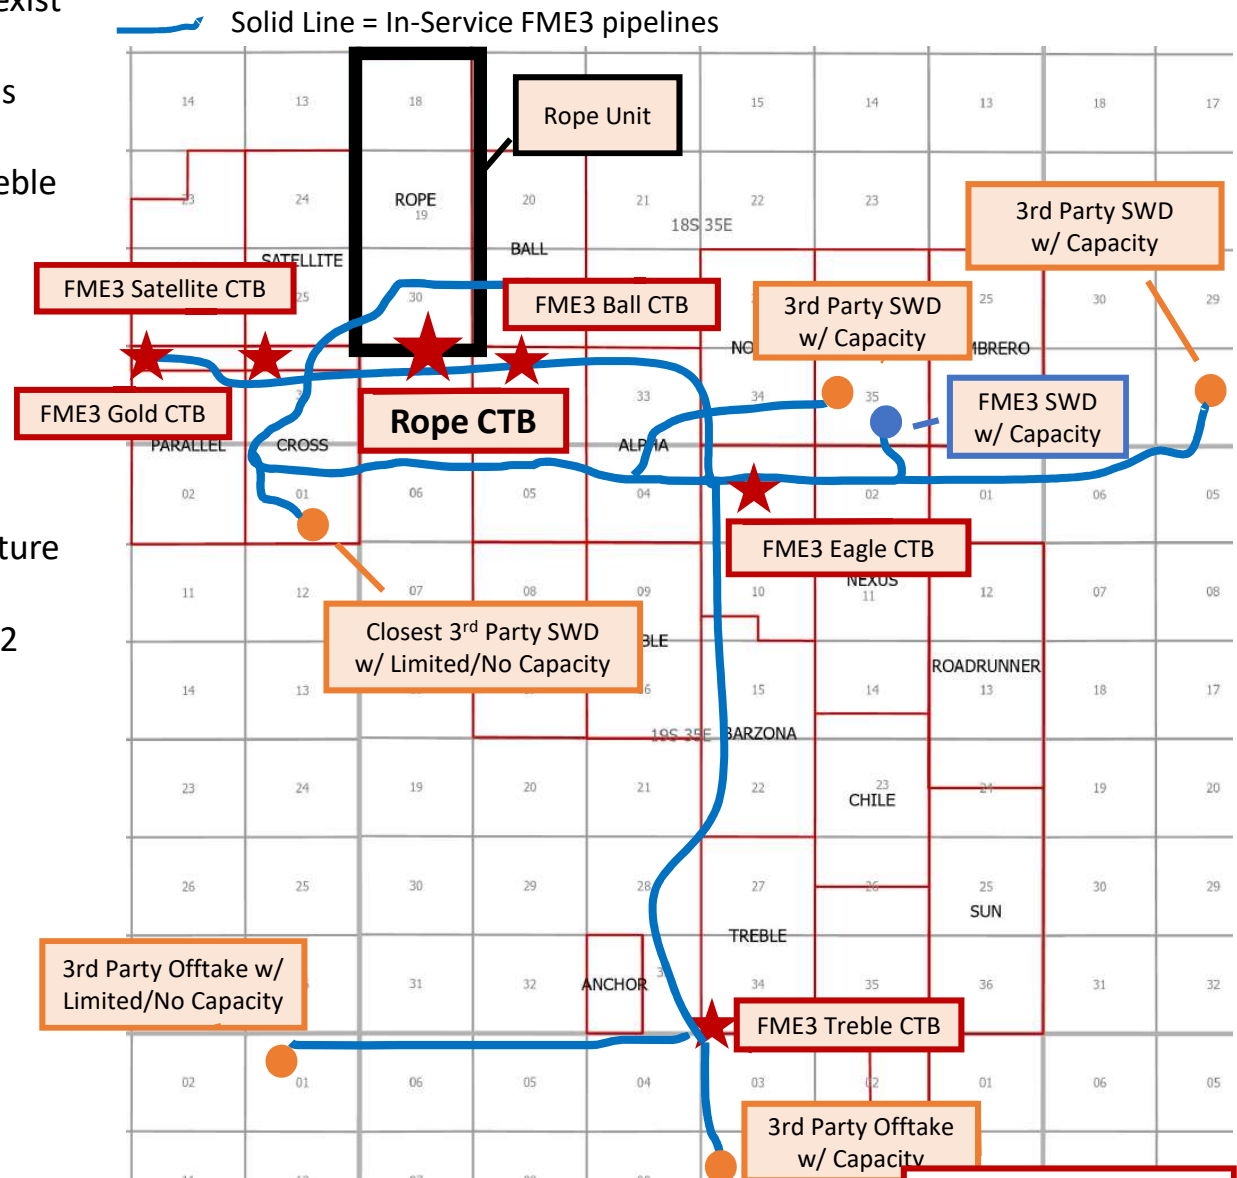 exist
Solid Line = In-Service FME3 pipelines
s
eble
ture
2
14 13 18 15 14 13 18 17
Rope Unit
23 24 ROPE 20 21 22 23
19
18S 35E
3rd Party SWD
w/ Capacity
SATELLITE BALL
FME3 Satellite CTB
25 30
FME3 Ball CTB
3rd Party SWD
w/ Capacity
25 30 29
NO MBRERO
FME3 Gold CTB
Rope CTB
33 34 35
FME3 SWD
w/ Capacity
PARALLEL CROSS ALPHA
02 01 06 05 04 02 01 06 05
FME3 Eagle CTB
NEXUS
11 12 07 08 09 10 11 12 07 08
Closest 3rd Party SWD
w/ Limited/No Capacity
BLE
ROADRUNNER
14 13 6 15 14 13 18 17
19S 35E BARZONA
23 24 19 20 21 22 23 24 19 20
CHILE
26 25 30 29 28 27 26 25 30 29
SUN
TREBLE
3rd Party Offtake w/
Limited/No Capacity
31 32 ANCHOR 3 34 35 36 31 32
FME3 Treble CTB
02 01 06 05 04 03 02 01 06 05
3rd Party Offtake
w/ Capacity